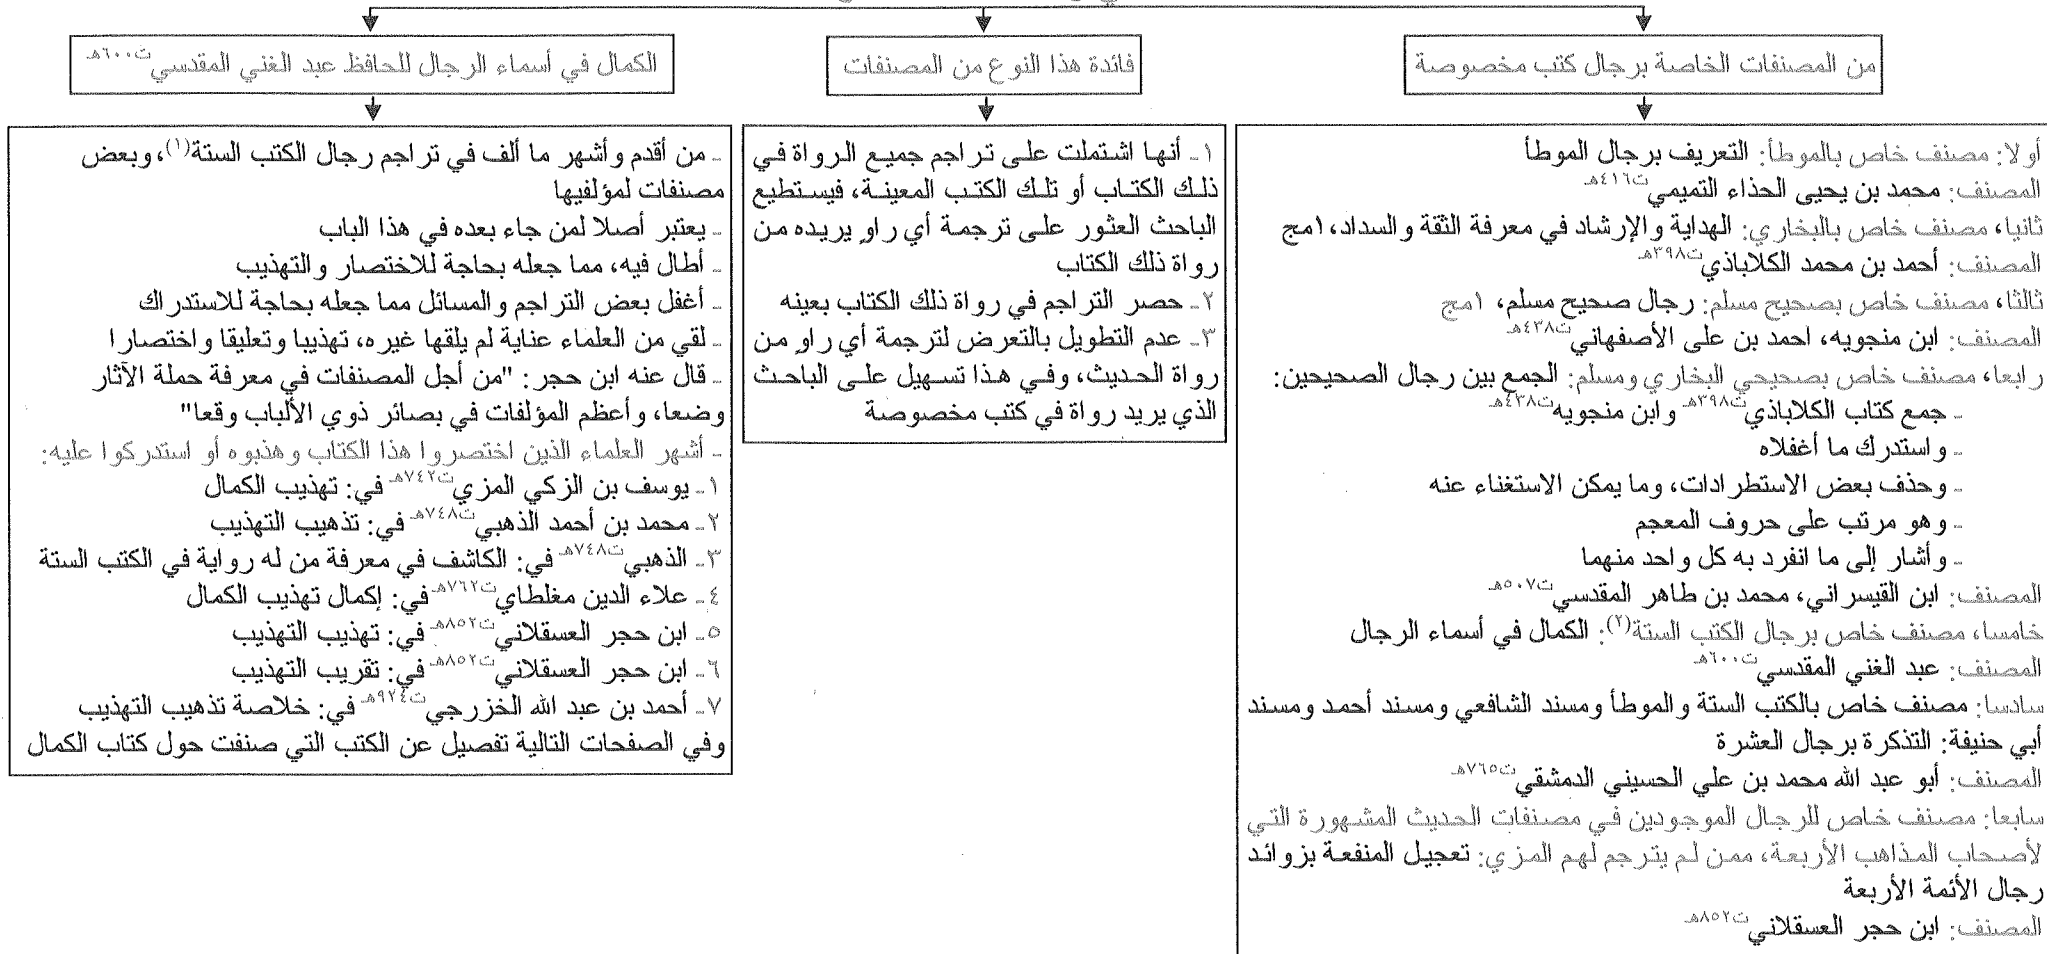 من المصنفات الخاصة برجال كتب مخصوصة
أولا: مصنف خاص بالموطأ: التعريف برجال الموطأ
المصنف: محمد بن يحيى الحذاء التميمي ت٤١٦هـ
ثانيا، مصنف خاص بالبخاري: الهداية والإرشاد في معرفة الثقة والسداد، ١مج
المصنف: أحمد بن محمد الكلاباذي ت٣٩٨هـ
ثالثا، مصنف خاص بصحيح مسلم: رجال صحيح مسلم، ١مج
المصنف: ابن منجويه، احمد بن على الأصفهاني ت٤٣٨هـ
رابعا، مصنف خاص بصحيحي البخاري ومسلم: الجمع بين رجال الصحيحين:
- جمع كتاب الكلاباذي ت٣٩٨هـ وابن منجويه ت٤٣٨هـ
- واستدرك ما أغفلاه
- وحذف بعض الاستطرادات، وما يمكن الاستغناء عنه
- وهو مرتب على حروف المعجم
- وأشار إلى ما انفرد به كل واحد منهما
المصنف: ابن القيسراني، محمد بن طاهر المقدسي ت٥٠٧هـ
خامسا، مصنف خاص برجال الكتب الستة(٢): الكمال في أسماء الرجال
المصنف: عبد الغني المقدسي ت٦٠٠هـ
سادسا: مصنف خاص بالكتب الستة والموطأ ومسند الشافعي ومسند أحمد ومسند
أبي حنيفة: التذكرة برجال العشرة
المصنف: أبو عبد الله محمد بن علي الحسيني الدمشقي ت٧٦٥هـ
سابعا: مصنف خاص للرجال الموجودين في مصنفات الحديث المشهورة التي
لأصحاب المذاهب الأربعة، ممن لم يترجم لهم المزي: تعجيل المنفعة بزوائد
رجال الأئمة الأربعة
المصنف: ابن حجر العسقلاني ت٨٥٢هـ
فائدة هذا النوع من المصنفات
١- أنها اشتملت على تراجم جميع الرواة في
ذلك الكتاب أو تلك الكتب المعينة، فيستطيع
الباحث العثور على ترجمة أي راوٍ يريده من
رواة ذلك الكتاب
٢- حصر التراجم في رواة ذلك الكتاب بعينه
٣- عدم التطويل بالتعرض لترجمة أي راوٍ من
رواة الحديث، وفي هذا تسهيل على الباحث
الذي يريد رواة في كتب مخصوصة
الكمال في أسماء الرجال للحافظ عبد الغني المقدسي ت٦٠٠هـ
- من أقدم وأشهر ما ألف في تراجم رجال الكتب الستة(١)، وبعض
مصنفات لمؤلفيها
- يعتبر أصلا لمن جاء بعده في هذا الباب
- أطال فيه، مما جعله بحاجة للاختصار والتهذيب
- أغفل بعض التراجم والمسائل مما جعله بحاجة للاستدراك
- لقي من العلماء عناية لم يلقها غيره، تهذيبا وتعليقا واختصارا
- قال عنه ابن حجر: "من أجل المصنفات في معرفة حملة الآثار
وضعا، وأعظم المؤلفات في بصائر ذوي الألباب وقعا"
- أشهر العلماء الذين اختصروا هذا الكتاب وهذبوه أو استدركوا عليه:
١- يوسف بن الزكي المزي ت٧٤٢هـ في: تهذيب الكمال
٢- محمد بن أحمد الذهبي ت٧٤٨هـ في: تذهيب التهذيب
٣- الذهبي ت٧٤٨هـ في: الكاشف في معرفة من له رواية في الكتب الستة
٤- علاء الدين مغلطاي ت٧٦٢هـ في: إكمال تهذيب الكمال
٥- ابن حجر العسقلاني ت٨٥٢هـ في: تهذيب التهذيب
٦- ابن حجر العسقلاني ت٨٥٢هـ في: تقريب التهذيب
٧- أحمد بن عبد الله الخزرجي ت٩٢٤هـ في: خلاصة تذهيب التهذيب
وفي الصفحات التالية تفصيل عن الكتب التي صنفت حول كتاب الكمال